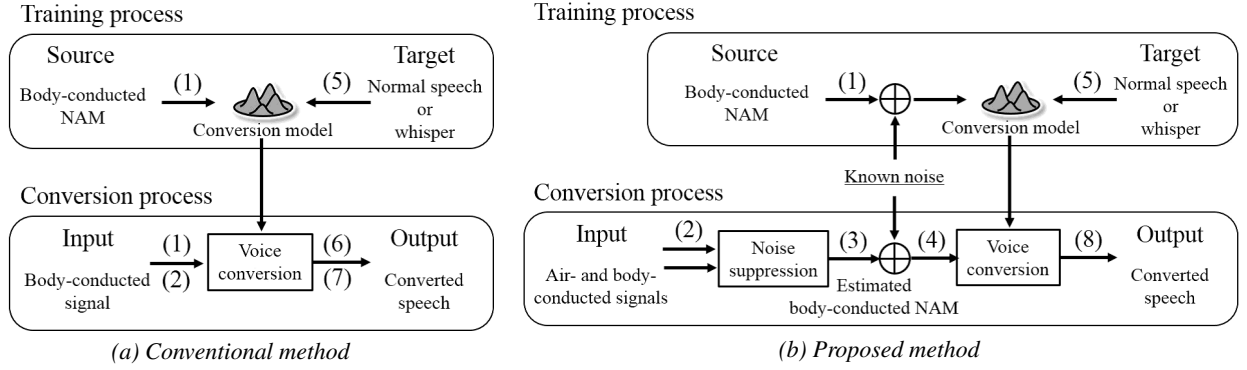 Training process
Source
Target
Body-conducted
NAM
(1)
(5)
Normal speech
or
whisper
Conversion model
Conversion process
Input
(1)
(2)
Voice
conversion
(6)
(7)
Output
Body-conducted
signal
Converted
speech
(a) Conventional method
Training process
Source
Target
Body-conducted
NAM
(1)
(5)
Normal speech
or
whisper
Conversion model
Known noise
Conversion process
Input
(2)
Noise
suppression
(3)
(4)
Voice
conversion
(8)
Output
Air- and body-
conducted signals
Estimated
body-conducted NAM
Converted
speech
(b) Proposed method